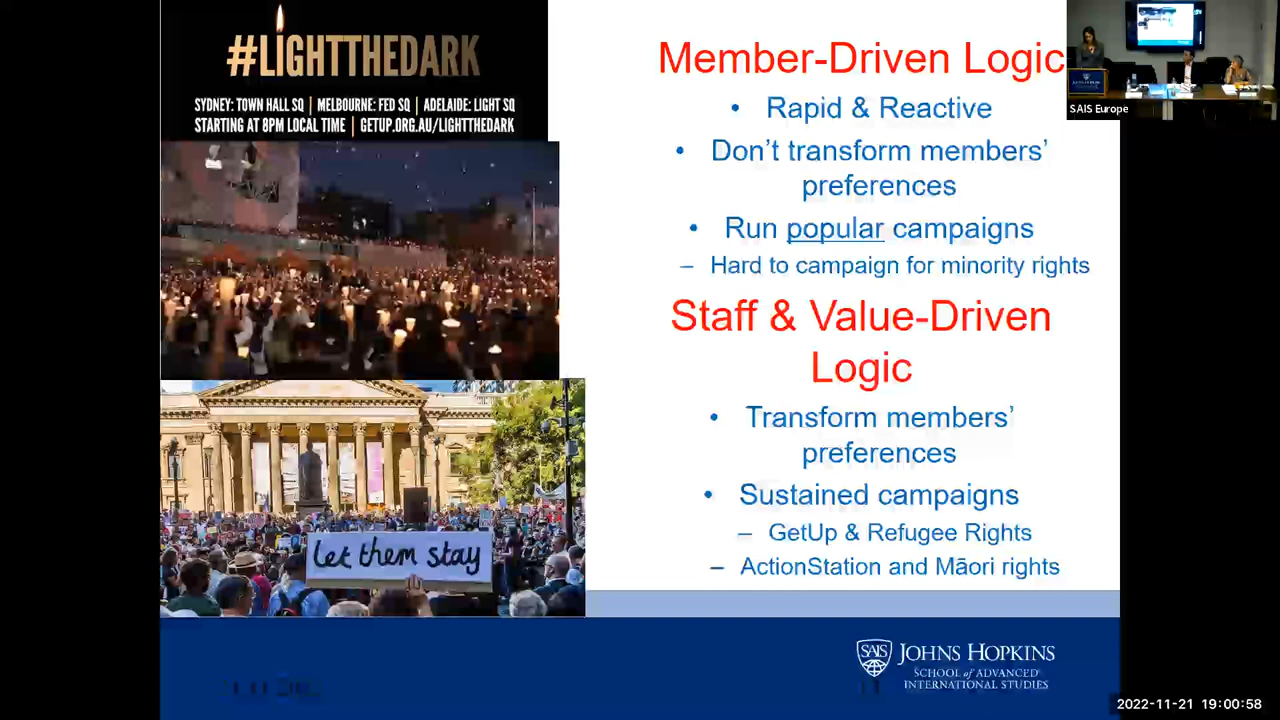 #LIGHTTHEDARK
SYDNEY: TOWN HALL SQ | MELBOURNE: FED SQ | ADELAIDE: LIGHT SQ
STARTING AT 8PM LOCAL TIME | GETUP.ORG.AU/LIGHTTHEDARK
let them stay
Member-Driven Logic
• Rapid & Reactive
• Don't transform members'
preferences
• Run popular campaigns
– Hard to campaign for minority rights
Staff & Value-Driven
Logic
• Transform members'
preferences
• Sustained campaigns
– GetUp & Refugee Rights
– ActionStation and Māori rights
SAIS Europe
SAIS
JOHNS HOPKINS
SCHOOL of ADVANCED
INTERNATIONAL STUDIES
2022-11-21 19:00:58